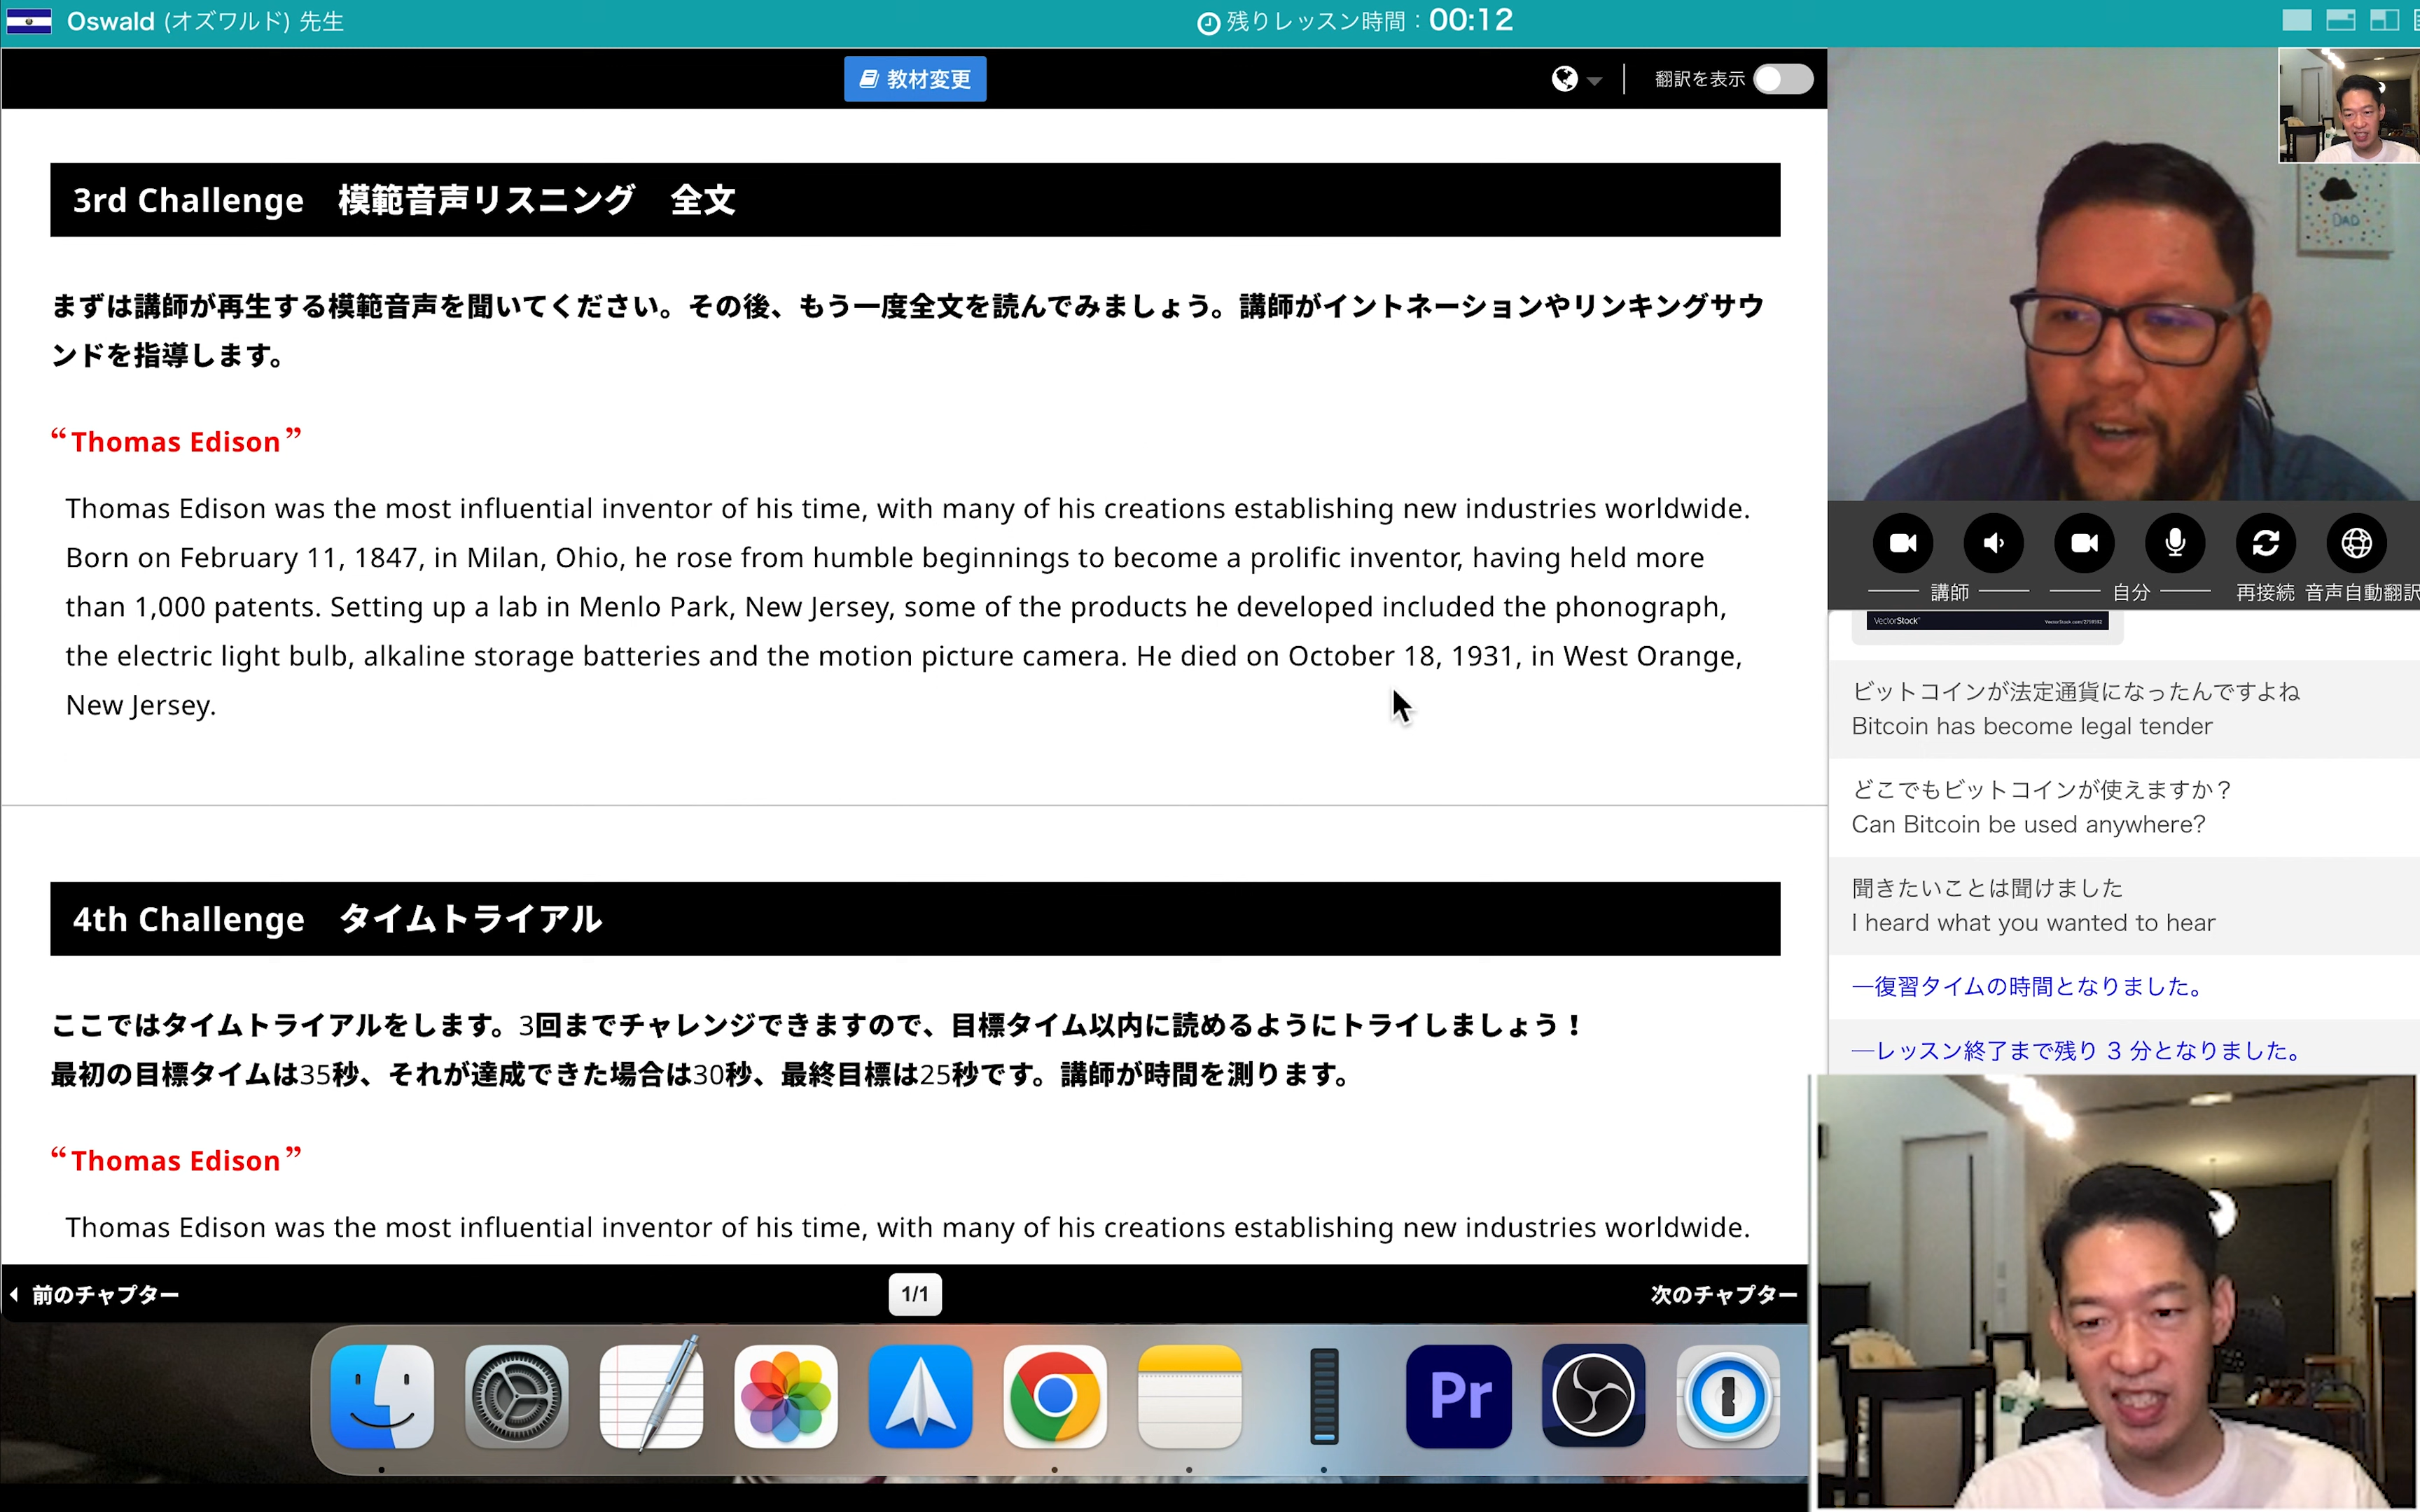 Oswald (オズワルド) 先生
残りレッスン時間：00:12
教材変更
翻訳を表示
3rd Challenge　模範音声リスニング　全文
まずは講師が再生する模範音声を聞いてください。その後、もう一度全文を読んでみましょう。講師がイントネーションやリンキングサウ
ンドを指導します。
“Thomas Edison”
Thomas Edison was the most influential inventor of his time, with many of his creations establishing new industries worldwide.
Born on February 11, 1847, in Milan, Ohio, he rose from humble beginnings to become a prolific inventor, having held more
than 1,000 patents. Setting up a lab in Menlo Park, New Jersey, some of the products he developed included the phonograph,
the electric light bulb, alkaline storage batteries and the motion picture camera. He died on October 18, 1931, in West Orange,
New Jersey.
4th Challenge　タイムトライアル
ここではタイムトライアルをします。3回までチャレンジできますので、目標タイム以内に読めるようにトライしましょう！
最初の目標タイムは35秒、それが達成できた場合は30秒、最終目標は25秒です。講師が時間を測ります。
“Thomas Edison”
Thomas Edison was the most influential inventor of his time, with many of his creations establishing new industries worldwide.
前のチャプター
1/1
次のチャプター
Pr
DAD
講師
自分
再接続
音声自動翻訳
VectorStock
ビットコインが法定通貨になったんですよね
Bitcoin has become legal tender
どこでもビットコインが使えますか？
Can Bitcoin be used anywhere?
聞きたいことは聞けました
I heard what you wanted to hear
―復習タイムの時間となりました。
―レッスン終了まで残り 3 分となりました。